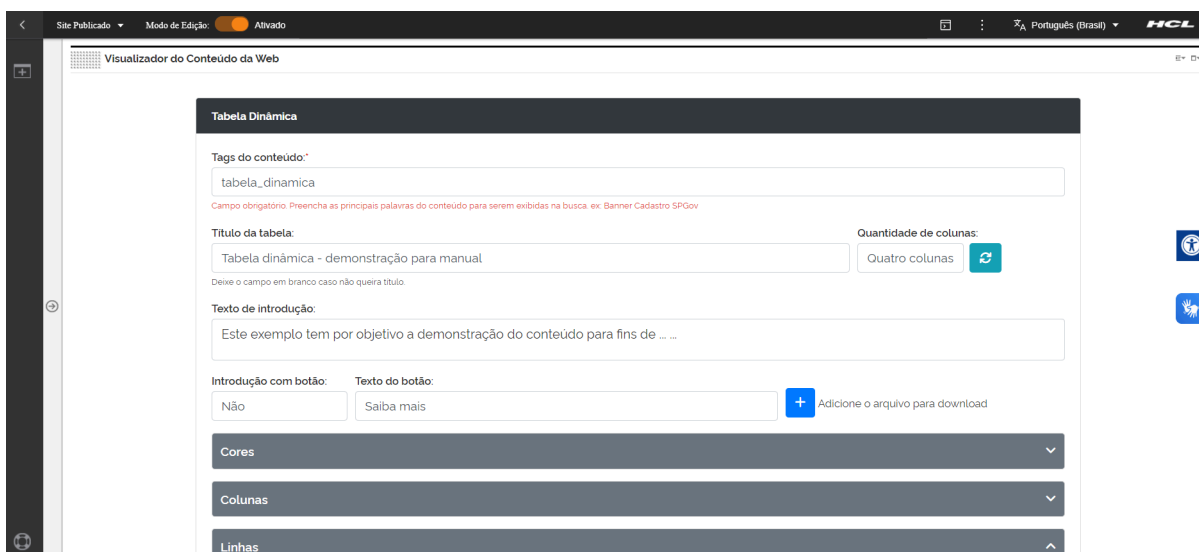 Site Publicado
Modo de Edição:
Ativado
Português (Brasil)
HCL
Visualizador do Conteúdo da Web
Tabela Dinâmica
Tags do conteúdo:*
tabela_dinamica
Campo obrigatório. Preencha as principais palavras do conteúdo para serem exibidas na busca. ex: Banner Cadastro SPGov
Título da tabela:
Quantidade de colunas:
Tabela dinâmica - demonstração para manual
Quatro colunas
Deixe o campo em branco caso não queira título.
Texto de introdução:
Este exemplo tem por objetivo a demonstração do conteúdo para fins de ... ...
Introdução com botão:
Texto do botão:
Não
Saiba mais
+
Adicione o arquivo para download
Cores
Colunas
Linhas